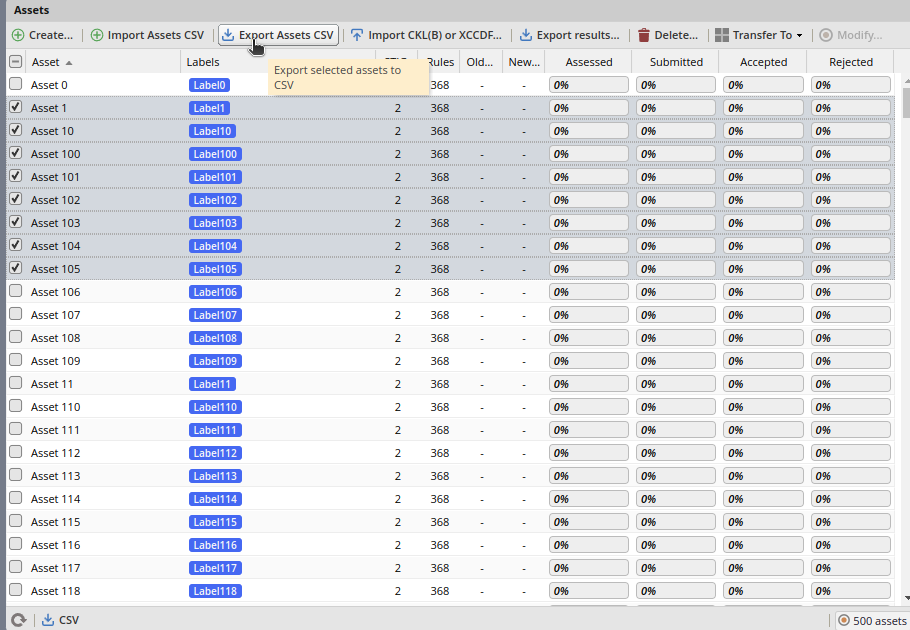 Assets
Create... Import Assets CSV Export Assets CSV Import CKL(B) or XCCDF... Export results... Delete... Transfer To Modify...
Asset Labels Rules Old... New... Assessed Submitted Accepted Rejected
Export selected assets to
CSV
Asset 0 Label0 368 - - 0% 0% 0% 0%
Asset 1 Label1 2 368 - - 0% 0% 0% 0%
Asset 10 Label10 2 368 - - 0% 0% 0% 0%
Asset 100 Label100 2 368 - - 0% 0% 0% 0%
Asset 101 Label101 2 368 - - 0% 0% 0% 0%
Asset 102 Label102 2 368 - - 0% 0% 0% 0%
Asset 103 Label103 2 368 - - 0% 0% 0% 0%
Asset 104 Label104 2 368 - - 0% 0% 0% 0%
Asset 105 Label105 2 368 - - 0% 0% 0% 0%
Asset 106 Label106 2 368 - - 0% 0% 0% 0%
Asset 107 Label107 2 368 - - 0% 0% 0% 0%
Asset 108 Label108 2 368 - - 0% 0% 0% 0%
Asset 109 Label109 2 368 - - 0% 0% 0% 0%
Asset 11 Label11 2 368 - - 0% 0% 0% 0%
Asset 110 Label110 2 368 - - 0% 0% 0% 0%
Asset 111 Label111 2 368 - - 0% 0% 0% 0%
Asset 112 Label112 2 368 - - 0% 0% 0% 0%
Asset 113 Label113 2 368 - - 0% 0% 0% 0%
Asset 114 Label114 2 368 - - 0% 0% 0% 0%
Asset 115 Label115 2 368 - - 0% 0% 0% 0%
Asset 116 Label116 2 368 - - 0% 0% 0% 0%
Asset 117 Label117 2 368 - - 0% 0% 0% 0%
Asset 118 Label118 2 368 - - 0% 0% 0% 0%
CSV 500 assets